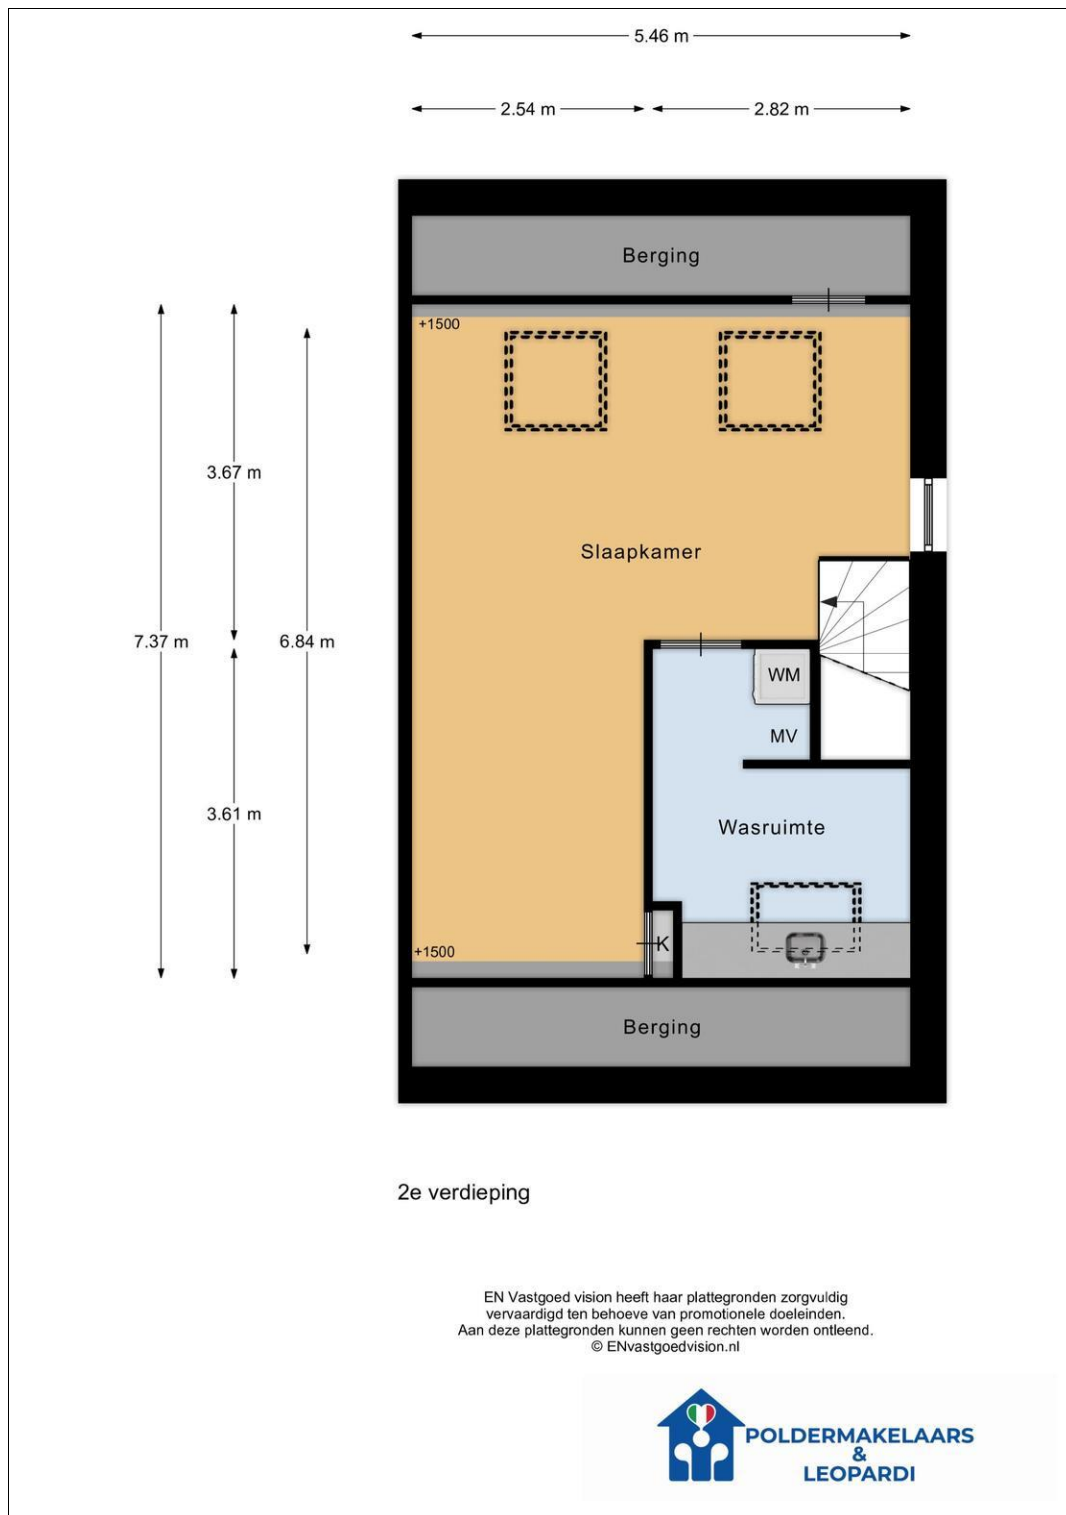 5.46 m
2.54 m
2.82 m
Berging
+1500
3.67 m
Slaapkamer
7.37 m
6.84 m
WM
MV
3.61 m
Wasruimte
K
+1500
Berging
2e verdieping
EN Vastgoed vision heeft haar plattegronden zorgvuldig
vervaardigd ten behoeve van promotionele doeleinden.
Aan deze plattegronden kunnen geen rechten worden ontleend.
© ENvastgoedvision.nl
POLDERMAKELAARS
&
LEOPARDI